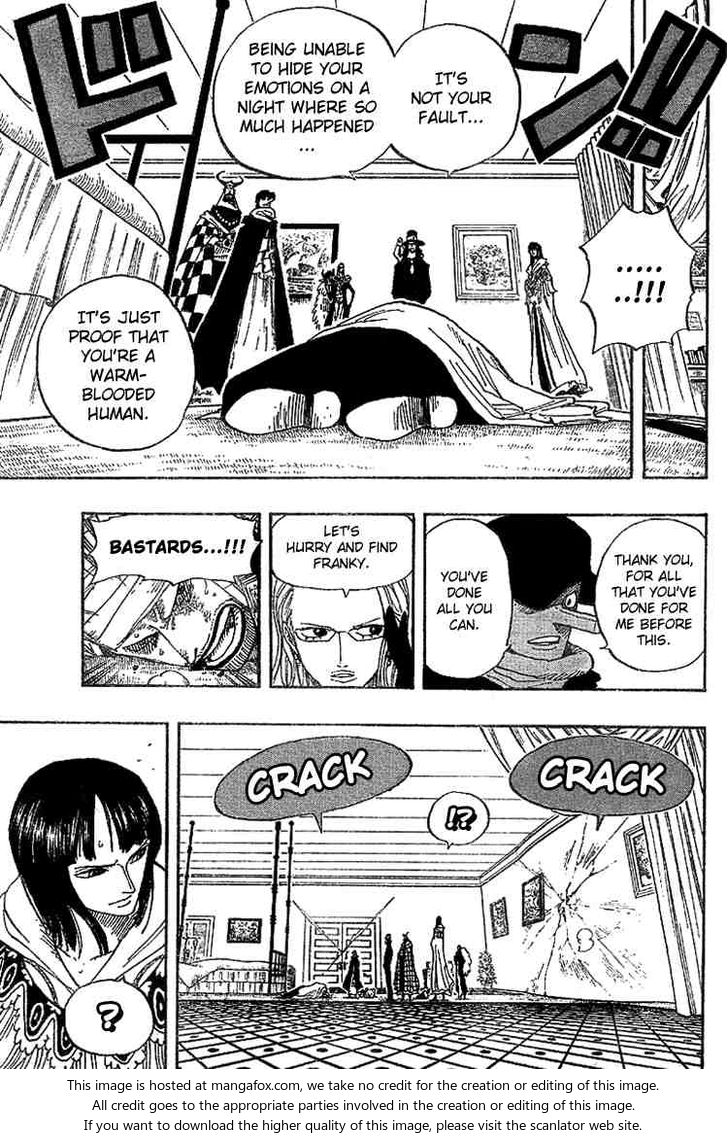 ドドン!!
IT'S
NOT YOUR
FAULT...
BEING UNABLE
TO HIDE YOUR
EMOTIONS ON A
NIGHT WHERE SO
MUCH HAPPENED
...
.....
..!!!
IT'S JUST
PROOF THAT
YOU'RE A
WARM-
BLOODED
HUMAN.
THANK YOU,
FOR ALL
THAT YOU'VE
DONE FOR
ME BEFORE
THIS.
YOU'VE
DONE
ALL YOU
CAN.
LET'S
HURRY AND FIND
FRANKY.
BASTARDS...!!!
CRACK
!?
CRACK
?
This image is hosted at mangafox.com, we take no credit for the creation or editing of this image.
All credit goes to the appropriate parties involved in the creation or editing of this image.
If you want to download the higher quality of this image, please visit the scanlator web site.